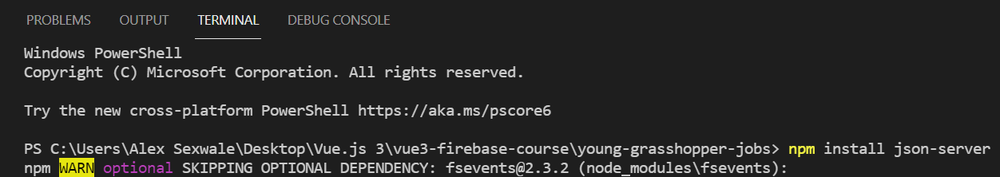 PROBLEMS OUTPUT TERMINAL DEBUG CONSOLE
Windows PowerShell
Copyright (C) Microsoft Corporation. All rights reserved.
Try the new cross-platform PowerShell https://aka.ms/pscore6
PS C:\Users\Alex Sexwale\Desktop\Vue.js 3\vue3-firebase-course\young-grasshopper-jobs> npm install json-server
npm WARN optional SKIPPING OPTIONAL DEPENDENCY: fsevents@2.3.2 (node_modules\fsevents):